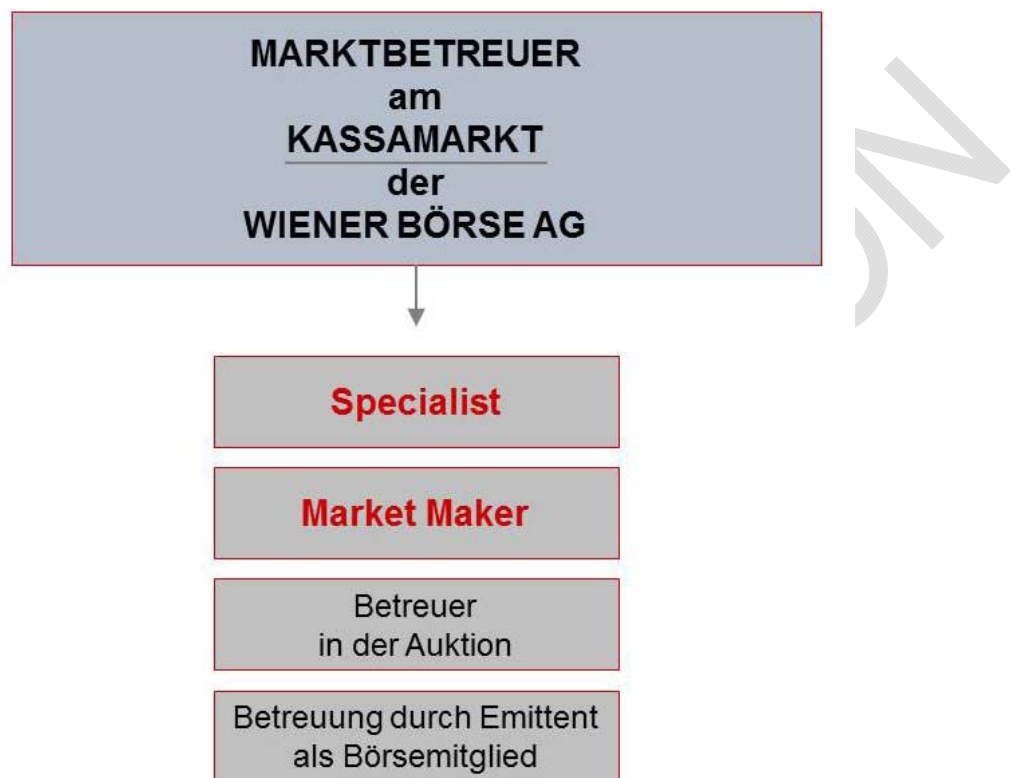 MARKTBETREUER
am
KASSAMARKT
der
WIENER BÖRSE AG
Specialist
Market Maker
Betreuer
in der Auktion
Betreuung durch Emittent
als Börsemitglied